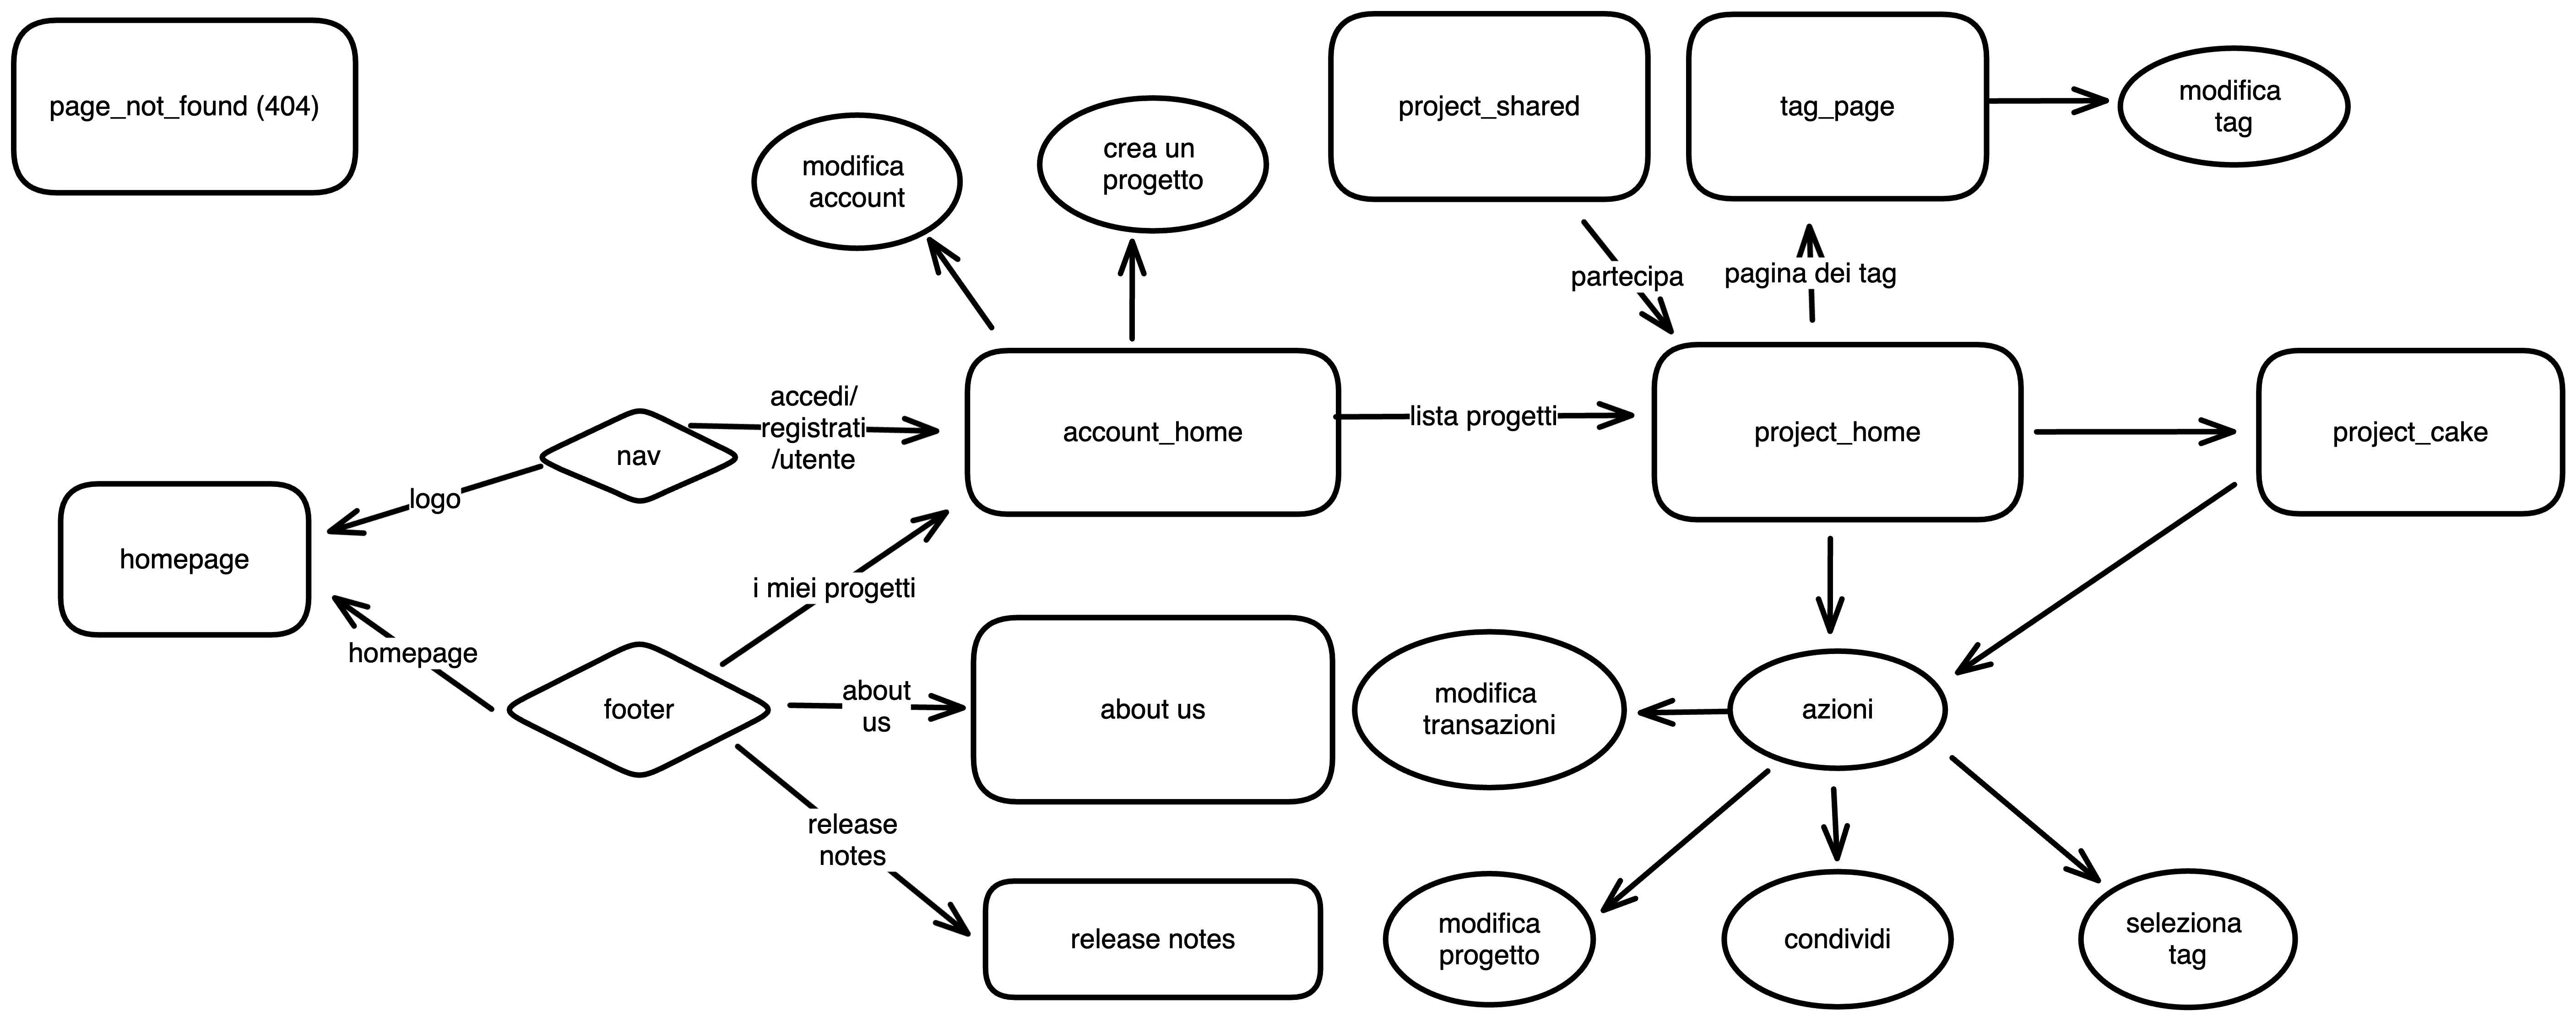 page_not_found (404)
project_shared
tag_page
modifica
tag
modifica
account
crea un
progetto
partecipa
pagina dei tag
accedi/
registrati
/utente
nav
logo
account_home
lista progetti
project_home
project_cake
homepage
i miei progetti
homepage
footer
about
us
about us
modifica
transazioni
azioni
release
notes
release notes
modifica
progetto
condividi
seleziona
tag